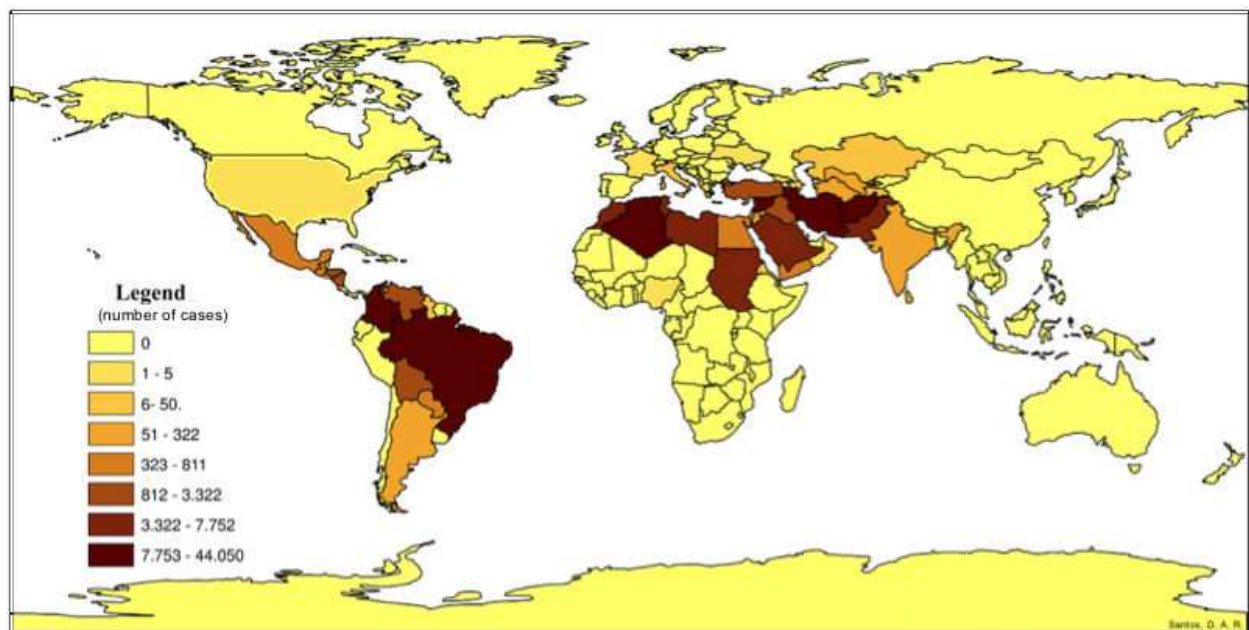 Legend
(number of cases)
0
1 - 5
6- 50.
51 - 322
323 - 811
812 - 3.322
3.322 - 7.752
7.753 - 44.050
Santos, D. A. R.